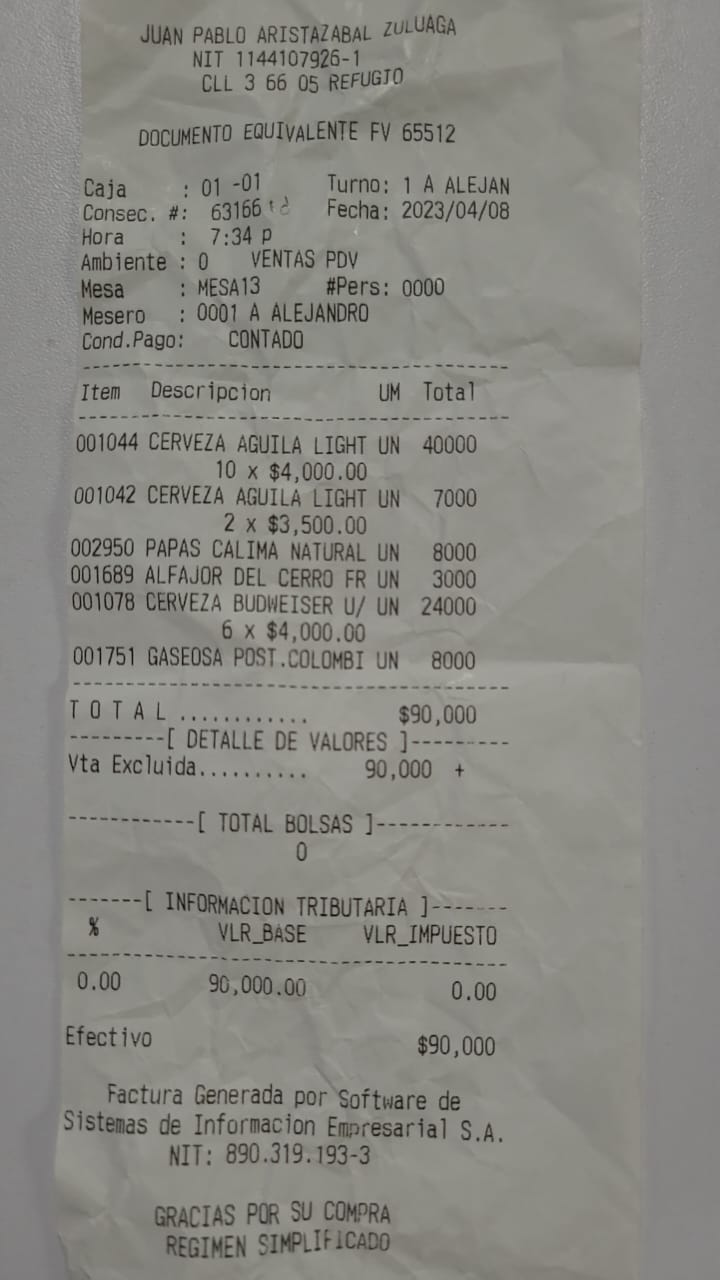 JUAN PABLO ARISTAZABAL ZULUAGA
NIT 1144107926-1
CLL 3 66 05 REFUGIO
DOCUMENTO EQUIVALENTE FV 65512
Caja : 01 -01 Turno: 1 A ALEJAN
Consec. #: 63166 Fecha: 2023/04/08
Hora : 7:34 p
Ambiente : 0 VENTAS PDV
Mesa : MESA13 #Pers: 0000
Mesero : 0001 A ALEJANDRO
Cond.Pago: CONTADO
----------------------------------------
Item Descripcion UM Total
----------------------------------------
001044 CERVEZA AGUILA LIGHT UN 40000
10 x $4,000.00
001042 CERVEZA AGUILA LIGHT UN 7000
2 x $3,500.00
002950 PAPAS CALIMA NATURAL UN 8000
001689 ALFAJOR DEL CERRO FR UN 3000
001078 CERVEZA BUDWEISER U/ UN 24000
6 x $4,000.00
001751 GASEOSA POST.COLOMBI UN 8000
----------------------------------------
T O T A L ............ $90,000
---------[ DETALLE DE VALORES ]---------
Vta Excluida.......... 90,000 +
------------[ TOTAL BOLSAS ]------------
0
-------[ INFORMACION TRIBUTARIA ]-------
% VLR_BASE VLR_IMPUESTO
----------------------------------------
0.00 90,000.00 0.00
Efectivo $90,000
Factura Generada por Software de
Sistemas de Informacion Empresarial S.A.
NIT: 890.319.193-3
GRACIAS POR SU COMPRA
REGIMEN SIMPLIFICADO